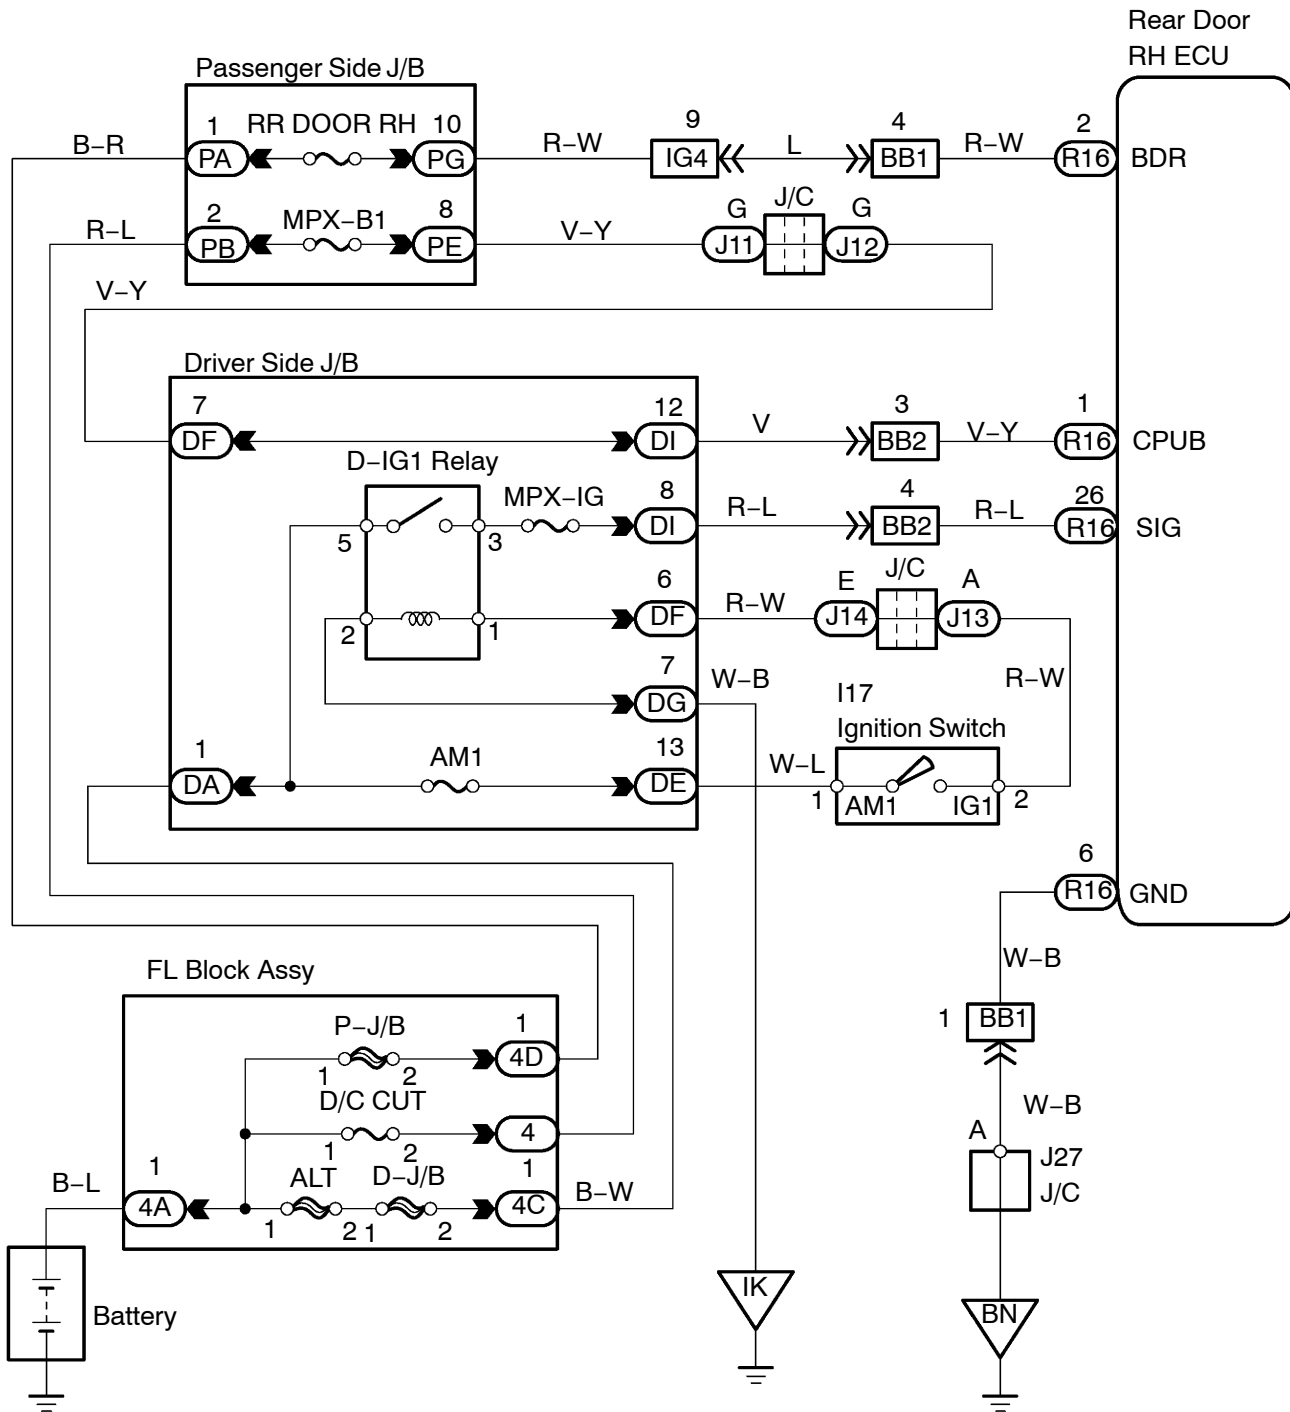 Rear Door
RH ECU
Passenger Side J/B
1 RR DOOR RH 10
B–R PA PG R–W
9
IG4
L
4
BB1
R–W
2
R16 BDR
2 MPX–B1 8
R–L PB PE V–Y
G J/C G
J11 J12
V–Y
Driver Side J/B
7
DF
12
DI
V
3
BB2
V–Y
1
R16 CPUB
D–IG1 Relay
MPX–IG
5 3
8
DI
R–L
4
BB2
R–L
26
R16 SIG
2 1
6
DF
R–W
E J/C A
J14 J13
R–W
7
DG
W–B
I17
Ignition Switch
1
DA
AM1
13
DE
W–L
1 AM1 IG1 2
6
R16 GND
W–B
1 BB1
W–B
A
J27
J/C
BN
FL Block Assy
P–J/B
1 2
1
4D
D/C CUT
1 2
4
ALT D–J/B
1 2 1 2
1
4C
B–W
1
4A
B–L
Battery
IK